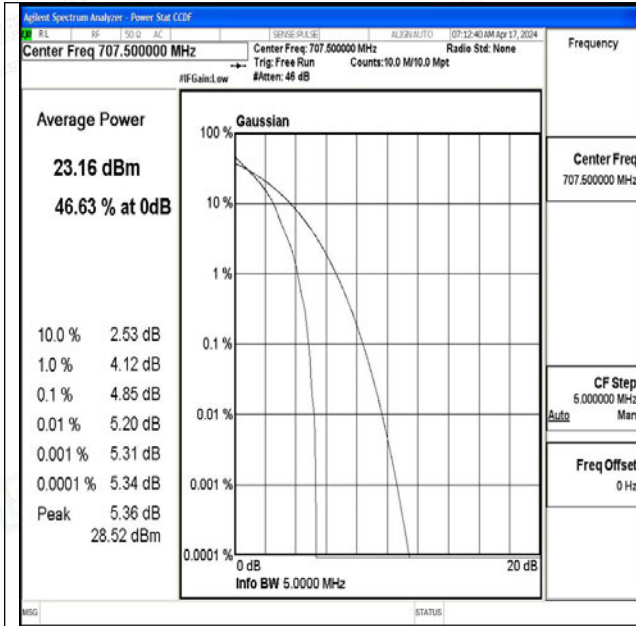 Agilent Spectrum Analyzer - Power Stat CCDF
RL RF 50 Ω AC SENSE:PULSE ALIGNAUTO 07:12:40 AM Apr 17, 2024
Center Freq 707.500000 MHz
Center Freq: 707.500000 MHz Radio Std: None
Trig: Free Run Counts:10.0 M/10.0 Mpt
#IFGain:Low #Atten: 46 dB
Frequency
Average Power
23.16 dBm
46.63 % at 0dB
10.0 % 2.53 dB
1.0 % 4.12 dB
0.1 % 4.85 dB
0.01 % 5.20 dB
0.001 % 5.31 dB
0.0001 % 5.34 dB
Peak 5.36 dB
28.52 dBm
Gaussian
100 %
10 %
1 %
0.1 %
0.01 %
0.001 %
0.0001 %
0 dB 20 dB
Info BW 5.0000 MHz
Center Freq
707.500000 MHz
CF Step
5.000000 MHz
Auto Man
Freq Offset
0 Hz
MSG STATUS